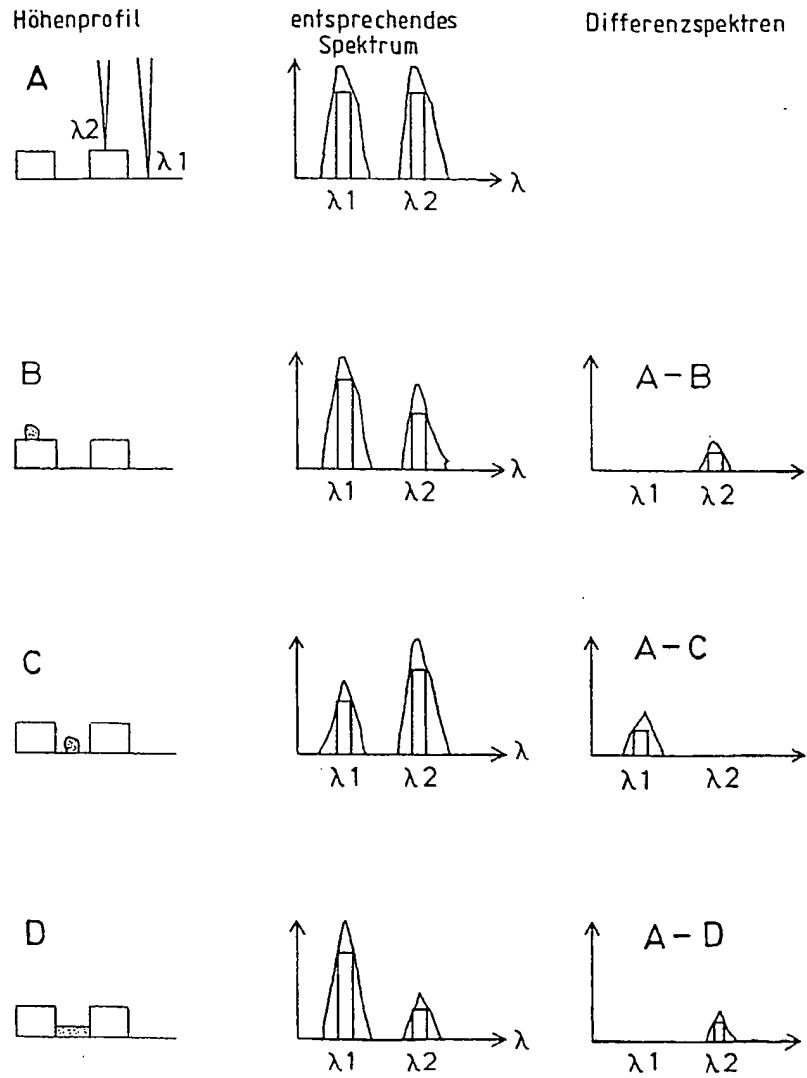 Höhenprofil
entsprechendes
Spektrum
Differenzspektren
A
λ2
λ1
λ
λ1 λ2
B
λ
λ1 λ2
A-B
λ1 λ2
C
λ
λ1 λ2
A-C
λ1 λ2
D
λ
λ1 λ2
A-D
λ1 λ2